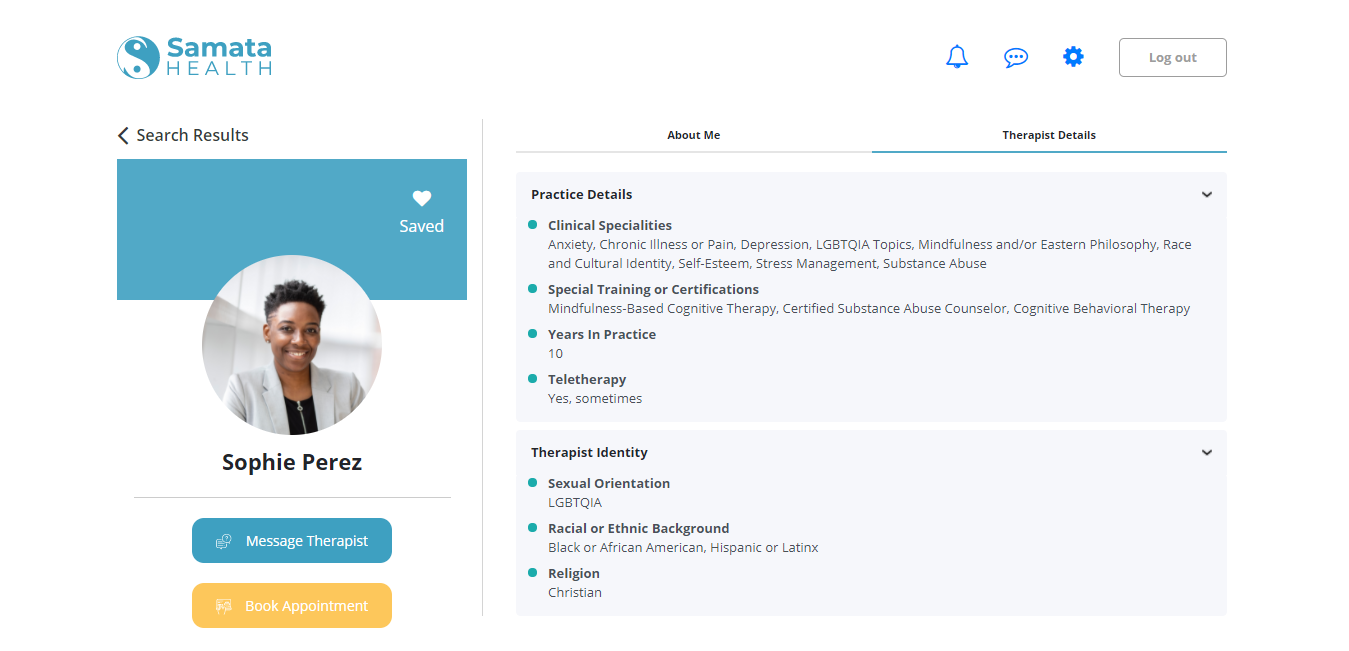 Samata
HEALTH
Log out
Search Results
Saved
Sophie Perez
Message Therapist
Book Appointment
About Me
Therapist Details
Practice Details
Clinical Specialities
Anxiety, Chronic Illness or Pain, Depression, LGBTQIA Topics, Mindfulness and/or Eastern Philosophy, Race
and Cultural Identity, Self-Esteem, Stress Management, Substance Abuse
Special Training or Certifications
Mindfulness-Based Cognitive Therapy, Certified Substance Abuse Counselor, Cognitive Behavioral Therapy
Years In Practice
10
Teletherapy
Yes, sometimes
Therapist Identity
Sexual Orientation
LGBTQIA
Racial or Ethnic Background
Black or African American, Hispanic or Latinx
Religion
Christian